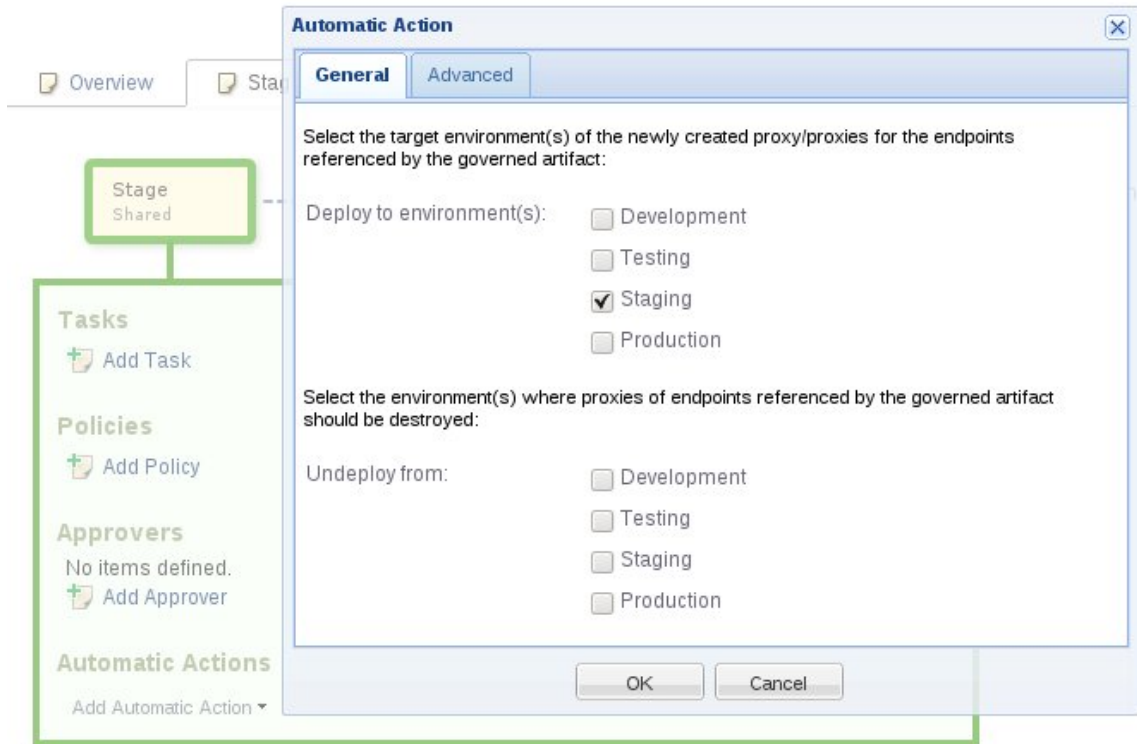 Automatic Action
General
Advanced
Overview
Stag
Select the target environment(s) of the newly created proxy/proxies for the endpoints
referenced by the governed artifact:
Stage
Shared
Deploy to environment(s):
Development
Testing
Staging
Production
Tasks
Add Task
Select the environment(s) where proxies of endpoints referenced by the governed artifact
should be destroyed:
Policies
Add Policy
Undeploy from:
Development
Testing
Staging
Production
Approvers
No items defined.
Add Approver
Automatic Actions
Add Automatic Action
OK
Cancel